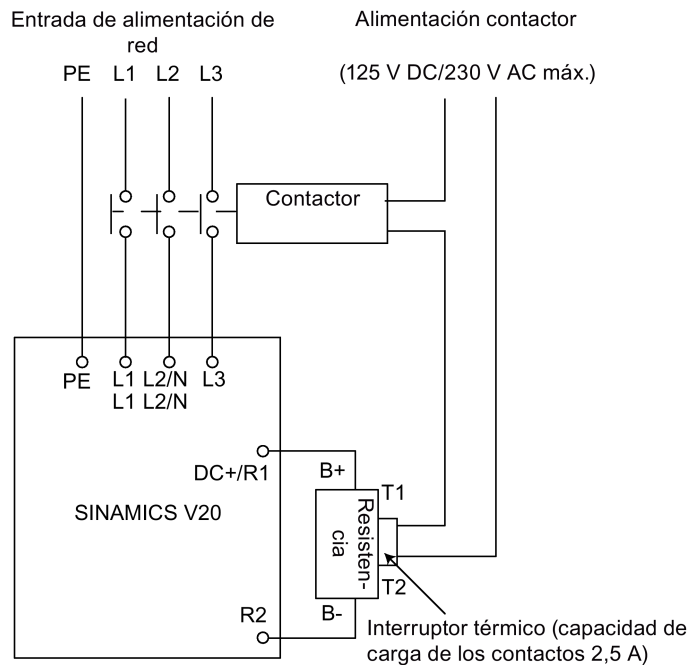 Entrada de alimentación de
red
Alimentación contactor
(125 V DC/230 V AC máx.)
PE L1 L2 L3
Contactor
PE L1 L2/N L3
L1 L2/N
DC+/R1
B+
T1
SINAMICS V20
Resisten-
cia
T2
R2
B-
Interruptor térmico (capacidad de
carga de los contactos 2,5 A)